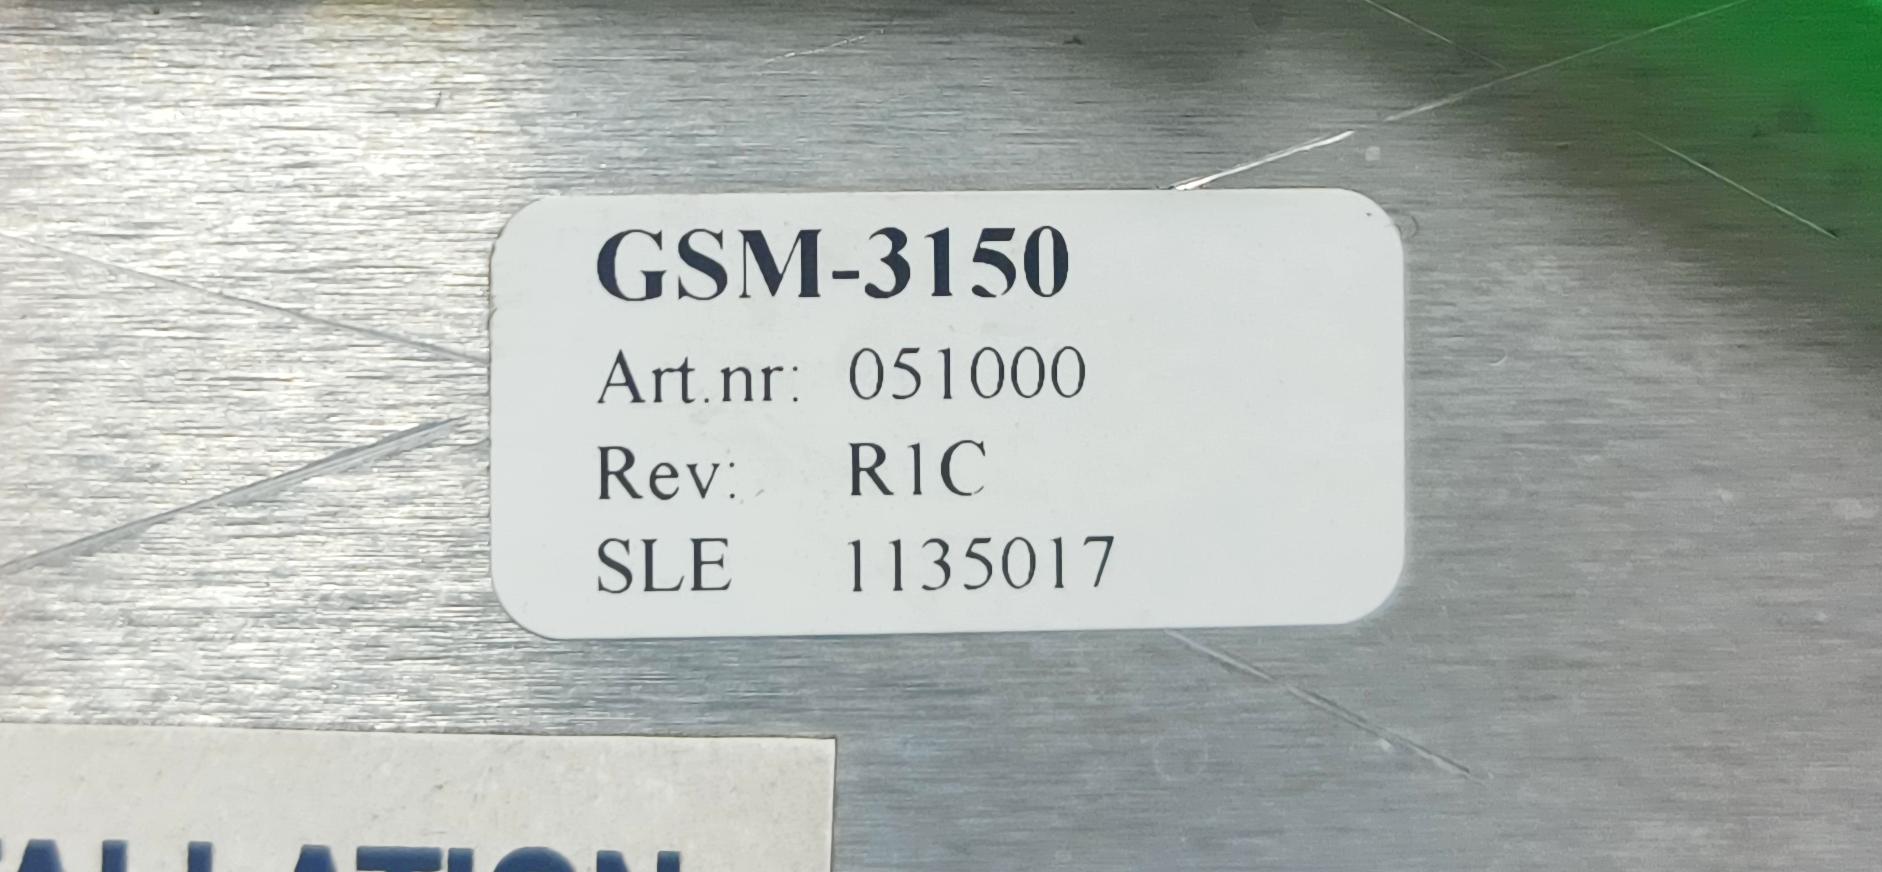 GSM-3150
Art.nr: 051000
Rev: R1C
SLE 1135017